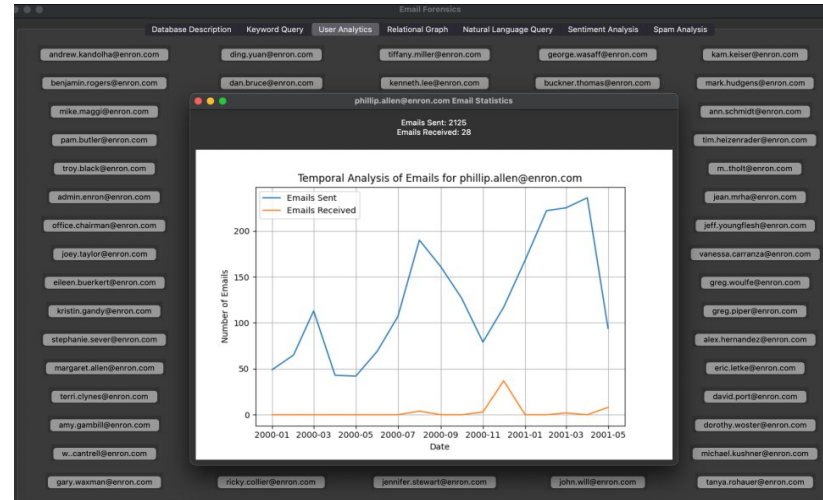 Email Forensics
Database Description Keyword Query User Analytics Relational Graph Natural Language Query Sentiment Analysis Spam Analysis
andrew.kandolha@enron.com ding.yuan@enron.com tiffany.miller@enron.com george.wasaff@enron.com kam.keiser@enron.com
benjamin.rogers@enron.com dan.bruce@enron.com kenneth.lee@enron.com buckner.thomas@enron.com mark.hudgens@enron.com
phillip.allen@enron.com Email Statistics
mike.maggi@enron.com ann.schmidt@enron.com
Emails Sent: 2125
Emails Received: 28
pam.butler@enron.com tim.heizenrader@enron.com
troy.black@enron.com m..tholt@enron.com
Temporal Analysis of Emails for phillip.allen@enron.com
admin.enron@enron.com jean.mrha@enron.com
Emails Sent
Emails Received
office.chairman@enron.com jeff.youngflesh@enron.com
joey.taylor@enron.com vanessa.carranza@enron.com
eileen.buerkert@enron.com greg.woulfe@enron.com
kristin.gandy@enron.com greg.piper@enron.com
stephanie.sever@enron.com alex.hernandez@enron.com
margaret.allen@enron.com eric.letke@enron.com
terri.clynes@enron.com david.port@enron.com
amy.gambill@enron.com dorothy.woster@enron.com
w..cantrell@enron.com michael.kushner@enron.com
Number of Emails
200
150
100
50
0
2000-01 2000-03 2000-05 2000-07 2000-09 2000-11 2001-01 2001-03 2001-05
Date
gary.waxman@enron.com ricky.collier@enron.com jennifer.stewart@enron.com john.will@enron.com tanya.rohauer@enron.com